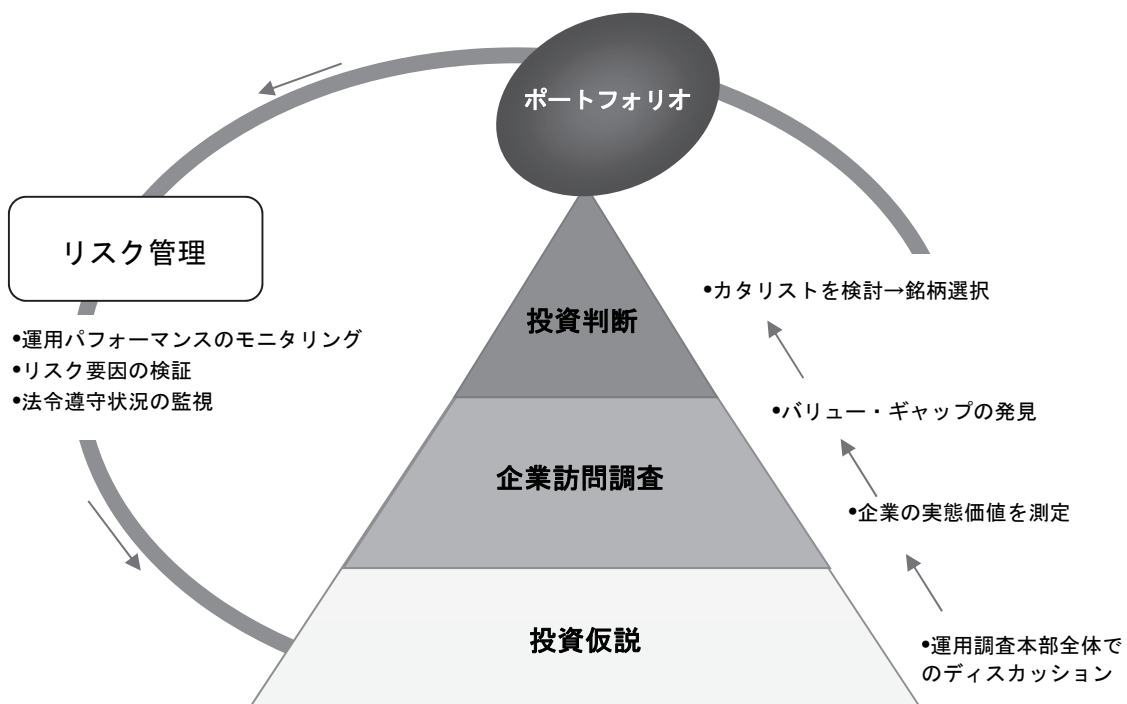 ポートフォリオ
リスク管理
•運用パフォーマンスのモニタリング
•リスク要因の検証
•法令遵守状況の監視
投資判断
企業訪問調査
投資仮説
•カタリストを検討→銘柄選択
•バリュー・ギャップの発見
•企業の実態価値を測定
•運用調査本部全体で
のディスカッション